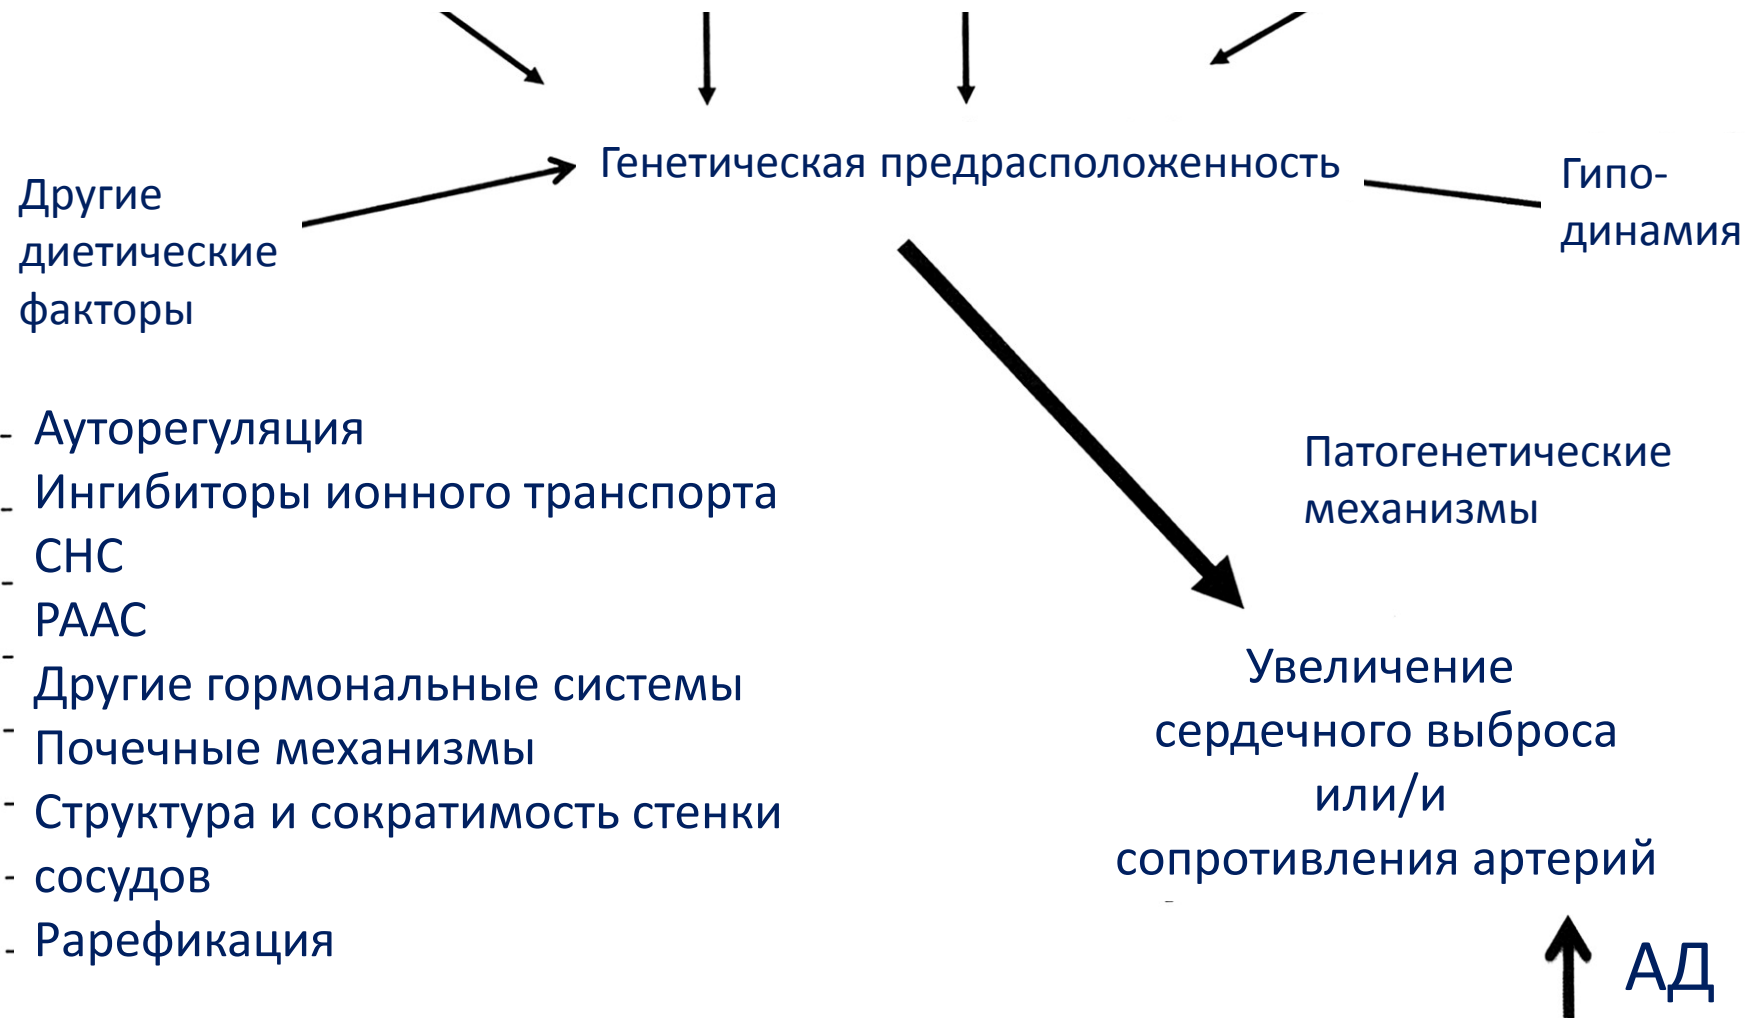 Генетическая предрасположенность
Другие
диетические
факторы
Гипо-
динамия
- Ауторегуляция
- Ингибиторы ионного транспорта
- СНС
- РААС
- Другие гормональные системы
- Почечные механизмы
- Структура и сократимость стенки
- сосудов
- Рарефикация
Патогенетические
механизмы
Увеличение
сердечного выброса
или/и
сопротивления артерий
АД